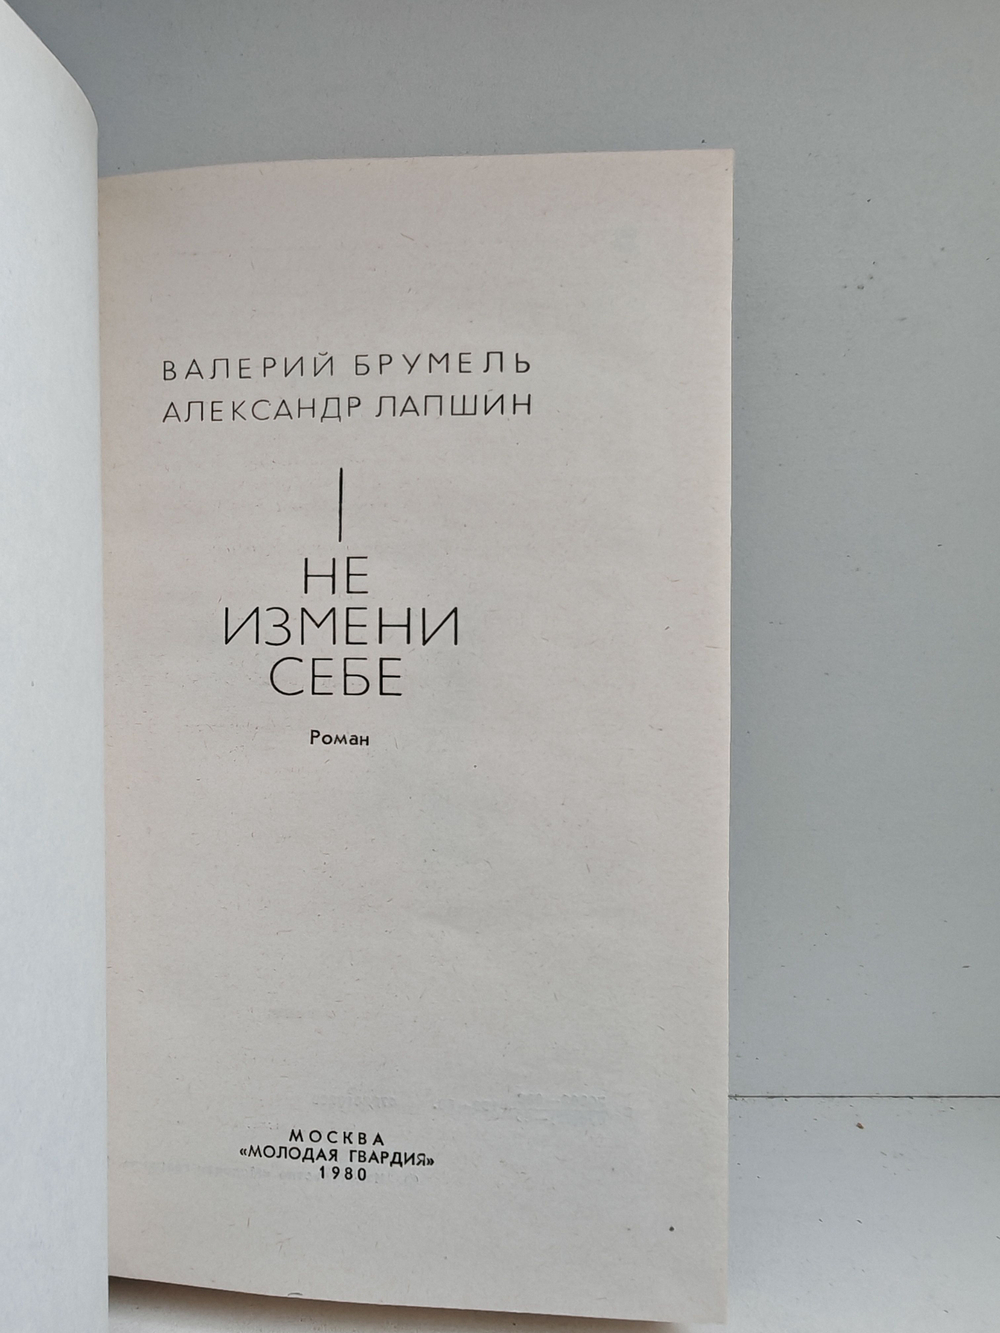 ВАЛЕРИЙ БРУМЕЛЬ
АЛЕКСАНДР ЛАПШИН
НЕ
ИЗМЕНИ
СЕБЕ
Роман
МОСКВА
«МОЛОДАЯ ГВАРДИЯ»
1980